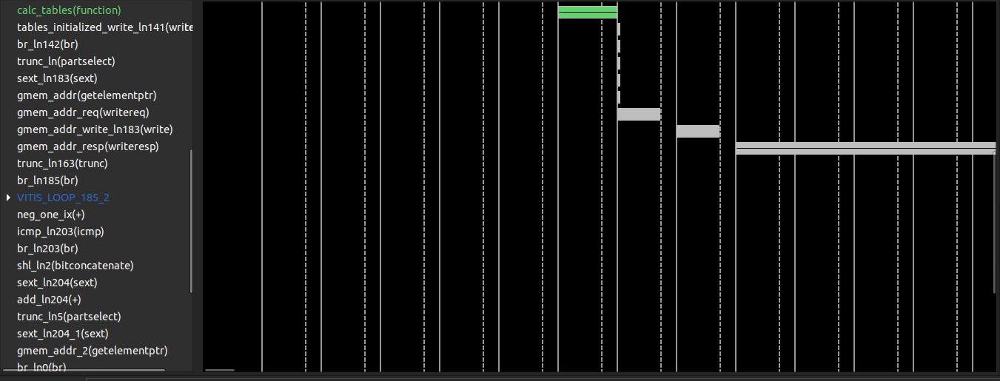 calc_tables(function)
tables_initialized_write_ln141(write
br_ln142(br)
trunc_ln(partselect)
sext_ln183(sext)
gmem_addr(getelementptr)
gmem_addr_req(writereq)
gmem_addr_write_ln183(write)
gmem_addr_resp(writeresp)
trunc_ln163(trunc)
br_ln185(br)
VITIS_LOOP_185_2
neg_one_ix(+)
icmp_ln203(icmp)
br_ln203(br)
shl_ln2(bitconcatenate)
sext_ln204(sext)
add_ln204(+)
trunc_ln5(partselect)
sext_ln204_1(sext)
gmem_addr_2(getelementptr)
br_ln0(br)